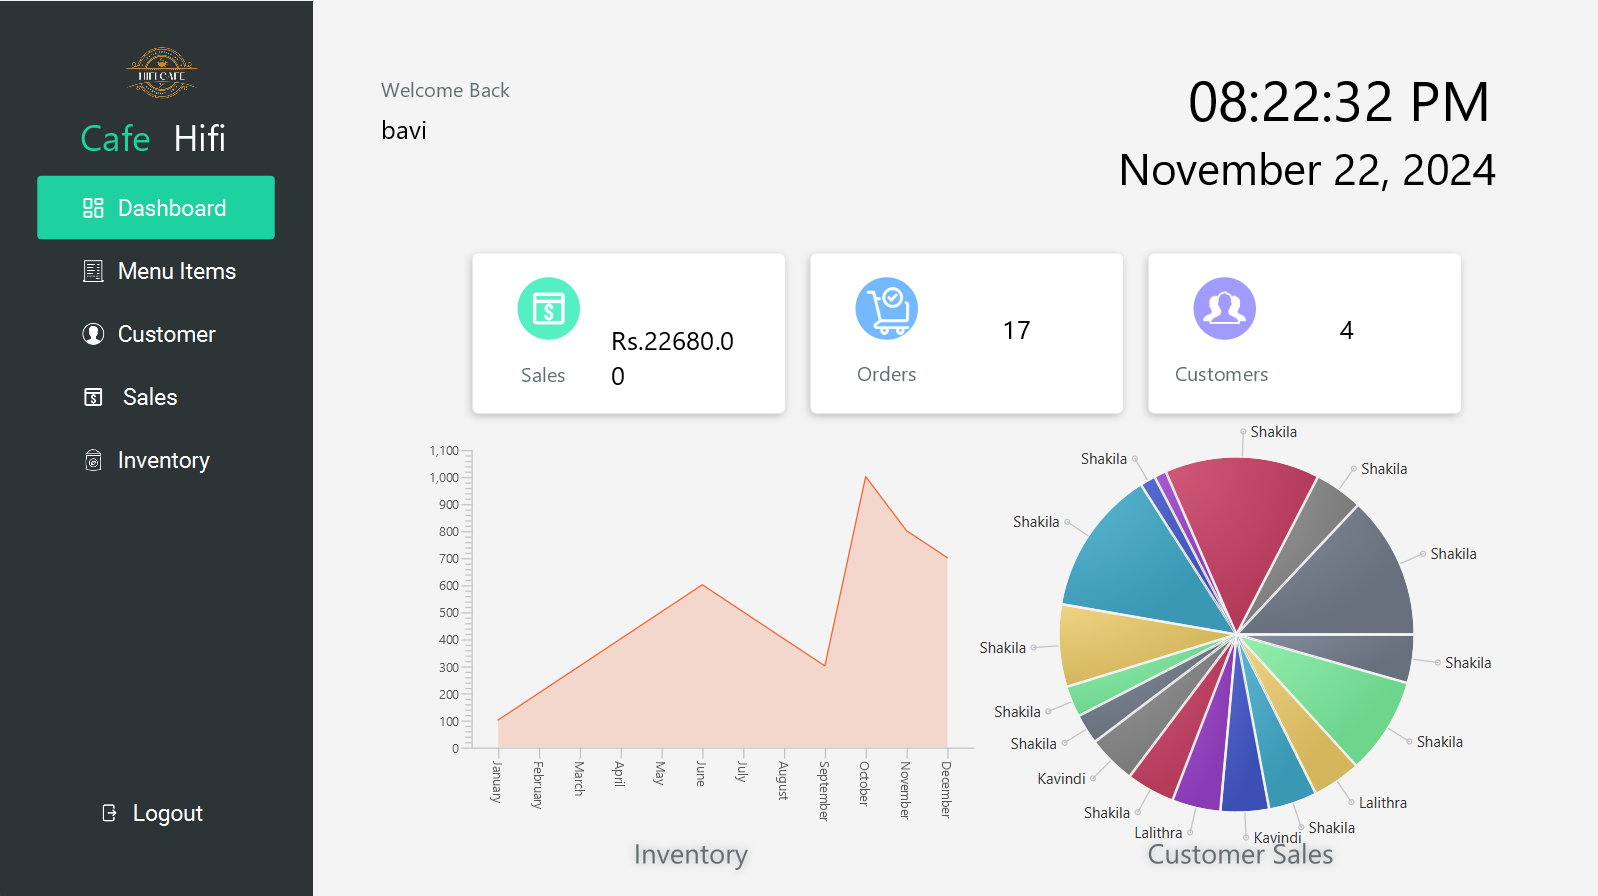 HIFI CAFE
Cafe Hifi
Dashboard
Menu Items
Customer
Sales
Inventory
Logout
Welcome Back
bavi
08:22:32 PM
November 22, 2024
Sales
Rs.22680.0
0
Orders
17
Customers
4
1,100
1,000
900
800
700
600
500
400
300
200
100
0
January
February
March
April
May
June
July
August
September
October
November
December
Inventory
Shakila
Shakila
Shakila
Shakila
Shakila
Lalithra
Shakila
Kavindi
Lalithra
Shakila
Kavindi
Shakila
Shakila
Shakila
Shakila
Shakila
Customer Sales